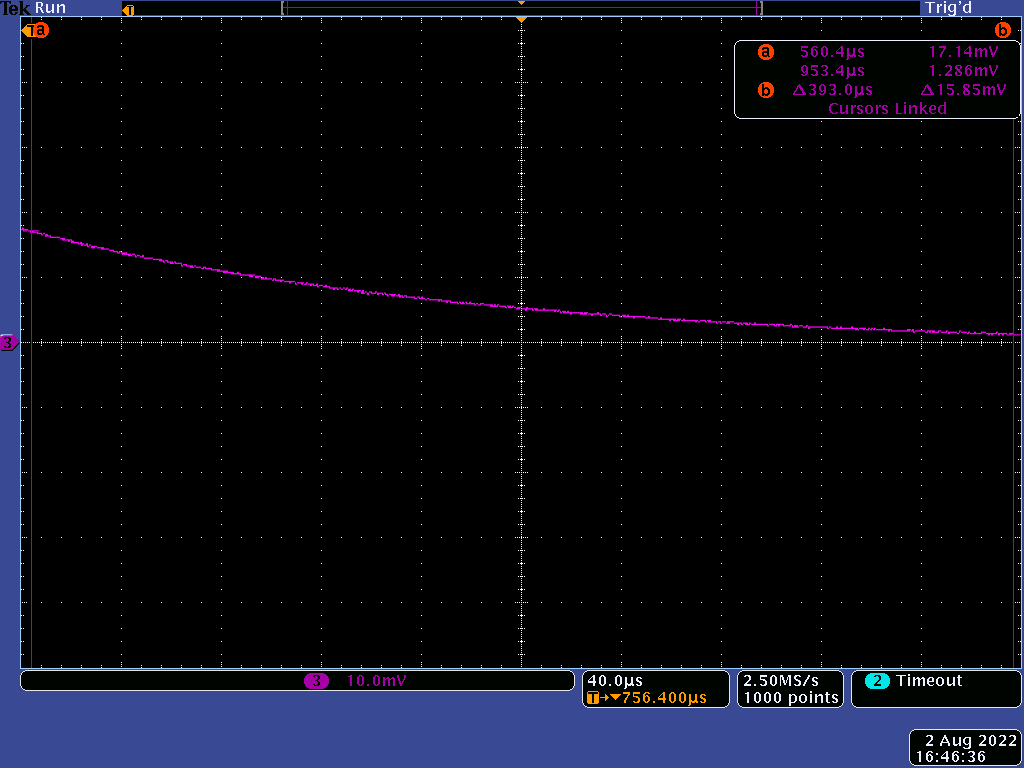 Tek Run Trig'd
T
T a b
a 560.4µs 17.14mV
953.4µs 1.286mV
b Δ393.0µs Δ15.85mV
Cursors Linked
3
3 10.0mV
40.0µs
T→▼756.400µs
2.50MS/s
1000 points
2 Timeout
2 Aug 2022
16:46:36